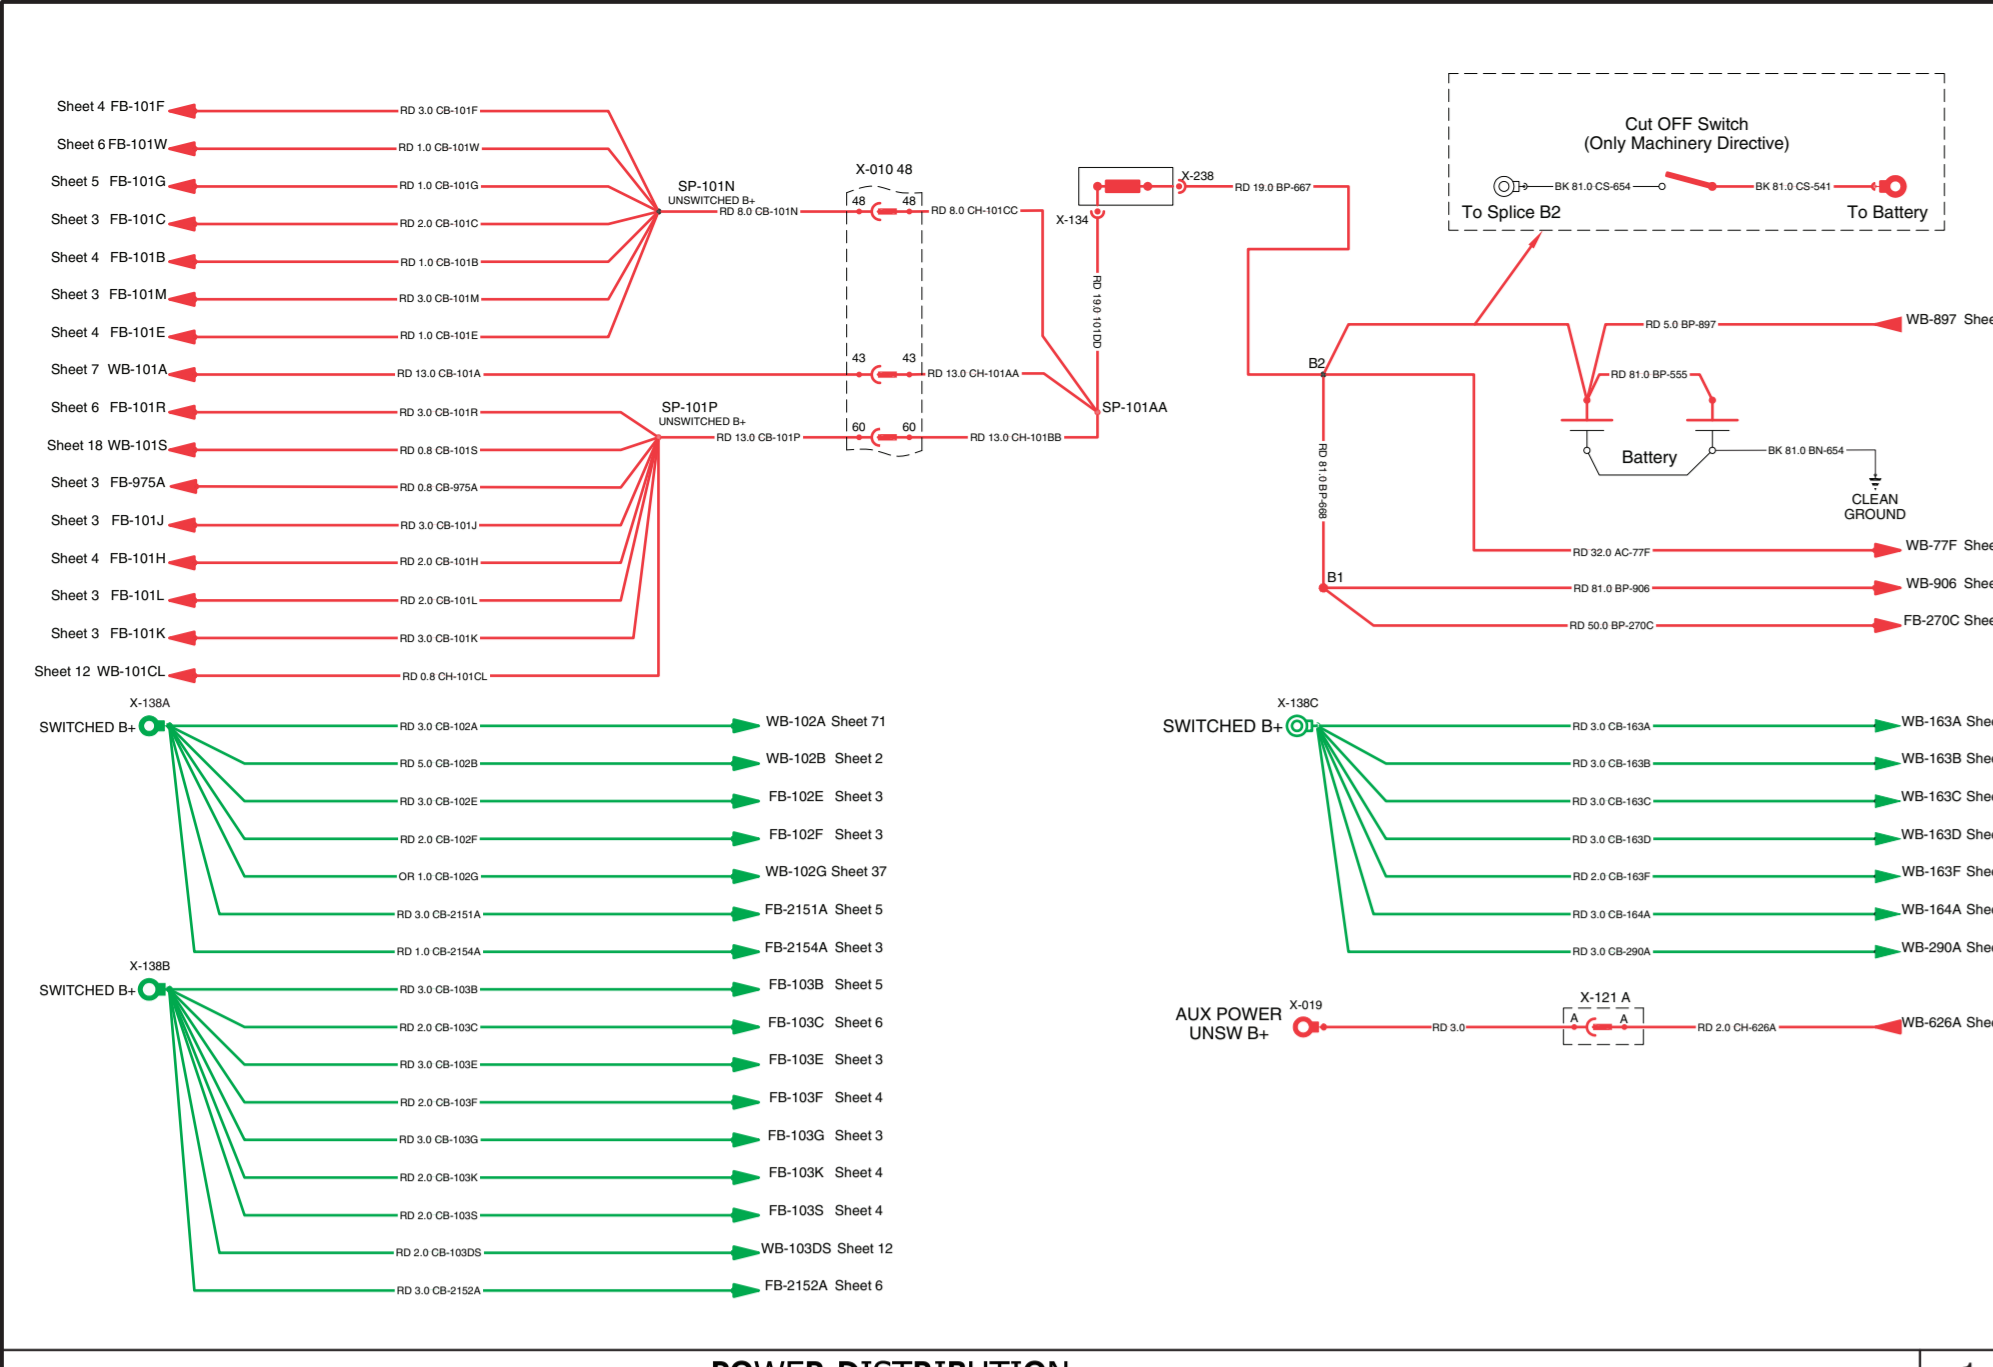 Sheet 4 FB-101F
RD 3.0 CB-101F
Sheet 6 FB-101W
RD 1.0 CB-101W
Sheet 5 FB-101G
RD 1.0 CB-101G
Sheet 3 FB-101C
RD 2.0 CB-101C
Sheet 4 FB-101B
RD 1.0 CB-101B
Sheet 3 FB-101M
RD 3.0 CB-101M
Sheet 4 FB-101E
RD 1.0 CB-101E
Sheet 7 WB-101A
RD 13.0 CB-101A
Sheet 6 FB-101R
RD 3.0 CB-101R
Sheet 18 WB-101S
RD 0.8 CB-101S
Sheet 3 FB-975A
RD 0.8 CB-975A
Sheet 3 FB-101J
RD 3.0 CB-101J
Sheet 4 FB-101H
RD 2.0 CB-101H
Sheet 3 FB-101L
RD 2.0 CB-101L
Sheet 3 FB-101K
RD 3.0 CB-101K
Sheet 12 WB-101CL
RD 0.8 CH-101CL
SP-101N
UNSWITCHED B+
RD 8.0 CB-101N
SP-101P
UNSWITCHED B+
RD 13.0 CB-101P
X-010 48
48 48
43 43
60 60
RD 8.0 CH-101CC
RD 13.0 CH-101AA
RD 13.0 CH-101BB
X-238
X-134
RD 19.0 101DD
SP-101AA
RD 19.0 BP-667
Cut OFF Switch
(Only Machinery Directive)
BK 81.0 CS-654
BK 81.0 CS-541
To Splice B2
To Battery
B2
RD 81.0 BP-668
B1
RD 5.0 BP-897
WB-897 Shee
RD 81.0 BP-555
Battery
BK 81.0 BN-654
CLEAN
GROUND
RD 32.0 AC-77F
WB-77F Shee
RD 81.0 BP-906
WB-906 Shee
RD 50.0 BP-270C
FB-270C Shee
X-138A
SWITCHED B+
RD 3.0 CB-102A
WB-102A Sheet 71
RD 5.0 CB-102B
WB-102B Sheet 2
RD 3.0 CB-102E
FB-102E Sheet 3
RD 2.0 CB-102F
FB-102F Sheet 3
OR 1.0 CB-102G
WB-102G Sheet 37
RD 3.0 CB-2151A
FB-2151A Sheet 5
RD 1.0 CB-2154A
FB-2154A Sheet 3
X-138B
SWITCHED B+
RD 3.0 CB-103B
FB-103B Sheet 5
RD 2.0 CB-103C
FB-103C Sheet 6
RD 3.0 CB-103E
FB-103E Sheet 3
RD 2.0 CB-103F
FB-103F Sheet 4
RD 3.0 CB-103G
FB-103G Sheet 3
RD 2.0 CB-103K
FB-103K Sheet 4
RD 2.0 CB-103S
FB-103S Sheet 4
RD 2.0 CB-103DS
WB-103DS Sheet 12
RD 3.0 CB-2152A
FB-2152A Sheet 6
X-138C
SWITCHED B+
RD 3.0 CB-163A
WB-163A Shee
RD 3.0 CB-163B
WB-163B Shee
RD 3.0 CB-163C
WB-163C Shee
RD 3.0 CB-163D
WB-163D Shee
RD 2.0 CB-163F
WB-163F Shee
RD 3.0 CB-164A
WB-164A Shee
RD 3.0 CB-290A
WB-290A Shee
AUX POWER
UNSW B+
X-019
RD 3.0
X-121 A
A A
RD 2.0 CH-626A
WB-626A Shee
POWER DISTRIBUTION